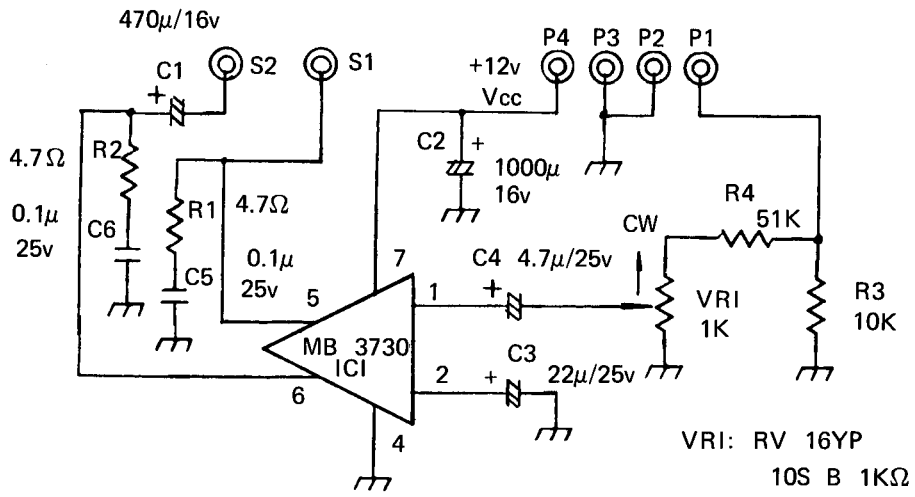 470μ/16v
C1
+
S2
S1
P4
P3
P2
P1
+12v
Vcc
4.7Ω
R2
C2
+
1000μ
16v
R4
51K
0.1μ
25v
C6
R1
4.7Ω
C5
0.1μ
25v
7
C4
4.7μ/25v
CW
+
1
5
VRI
1K
R3
10K
MB 3730
ICI
2
+
C3
22μ/25v
6
4
VRI: RV 16YP
10S B 1KΩ